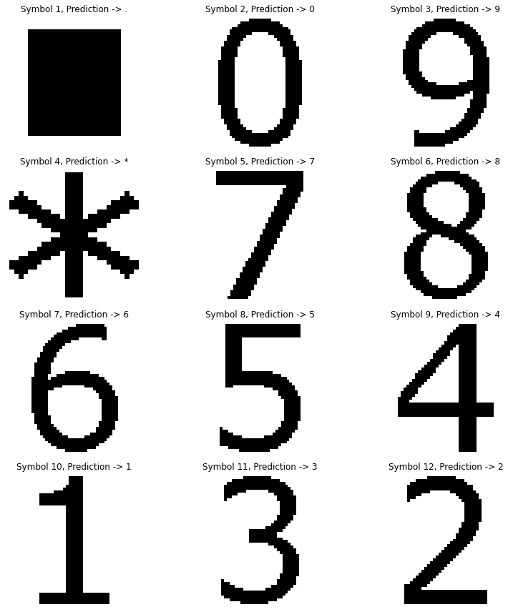 Symbol 1, Prediction -> .
Symbol 2, Prediction -> 0
Symbol 3, Prediction -> 9
.
0
9
Symbol 4, Prediction -> *
Symbol 5, Prediction -> 7
Symbol 6, Prediction -> 8
*
7
8
Symbol 7, Prediction -> 6
Symbol 8, Prediction -> 5
Symbol 9, Prediction -> 4
6
5
4
Symbol 10, Prediction -> 1
Symbol 11, Prediction -> 3
Symbol 12, Prediction -> 2
1
3
2